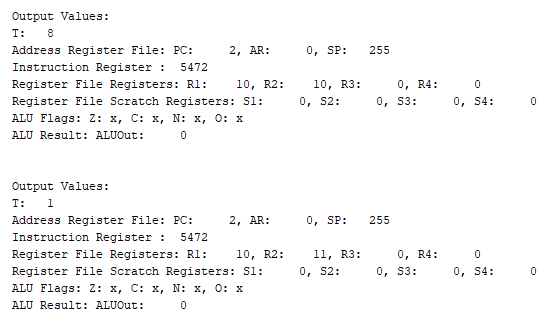 Output Values:
T: 8
Address Register File: PC: 2, AR: 0, SP: 255
Instruction Register : 5472
Register File Registers: R1: 10, R2: 10, R3: 0, R4: 0
Register File Scratch Registers: S1: 0, S2: 0, S3: 0, S4: 0
ALU Flags: Z: x, C: x, N: x, O: x
ALU Result: ALUOut: 0
Output Values:
T: 1
Address Register File: PC: 2, AR: 0, SP: 255
Instruction Register : 5472
Register File Registers: R1: 10, R2: 11, R3: 0, R4: 0
Register File Scratch Registers: S1: 0, S2: 0, S3: 0, S4: 0
ALU Flags: Z: x, C: x, N: x, O: x
ALU Result: ALUOut: 0